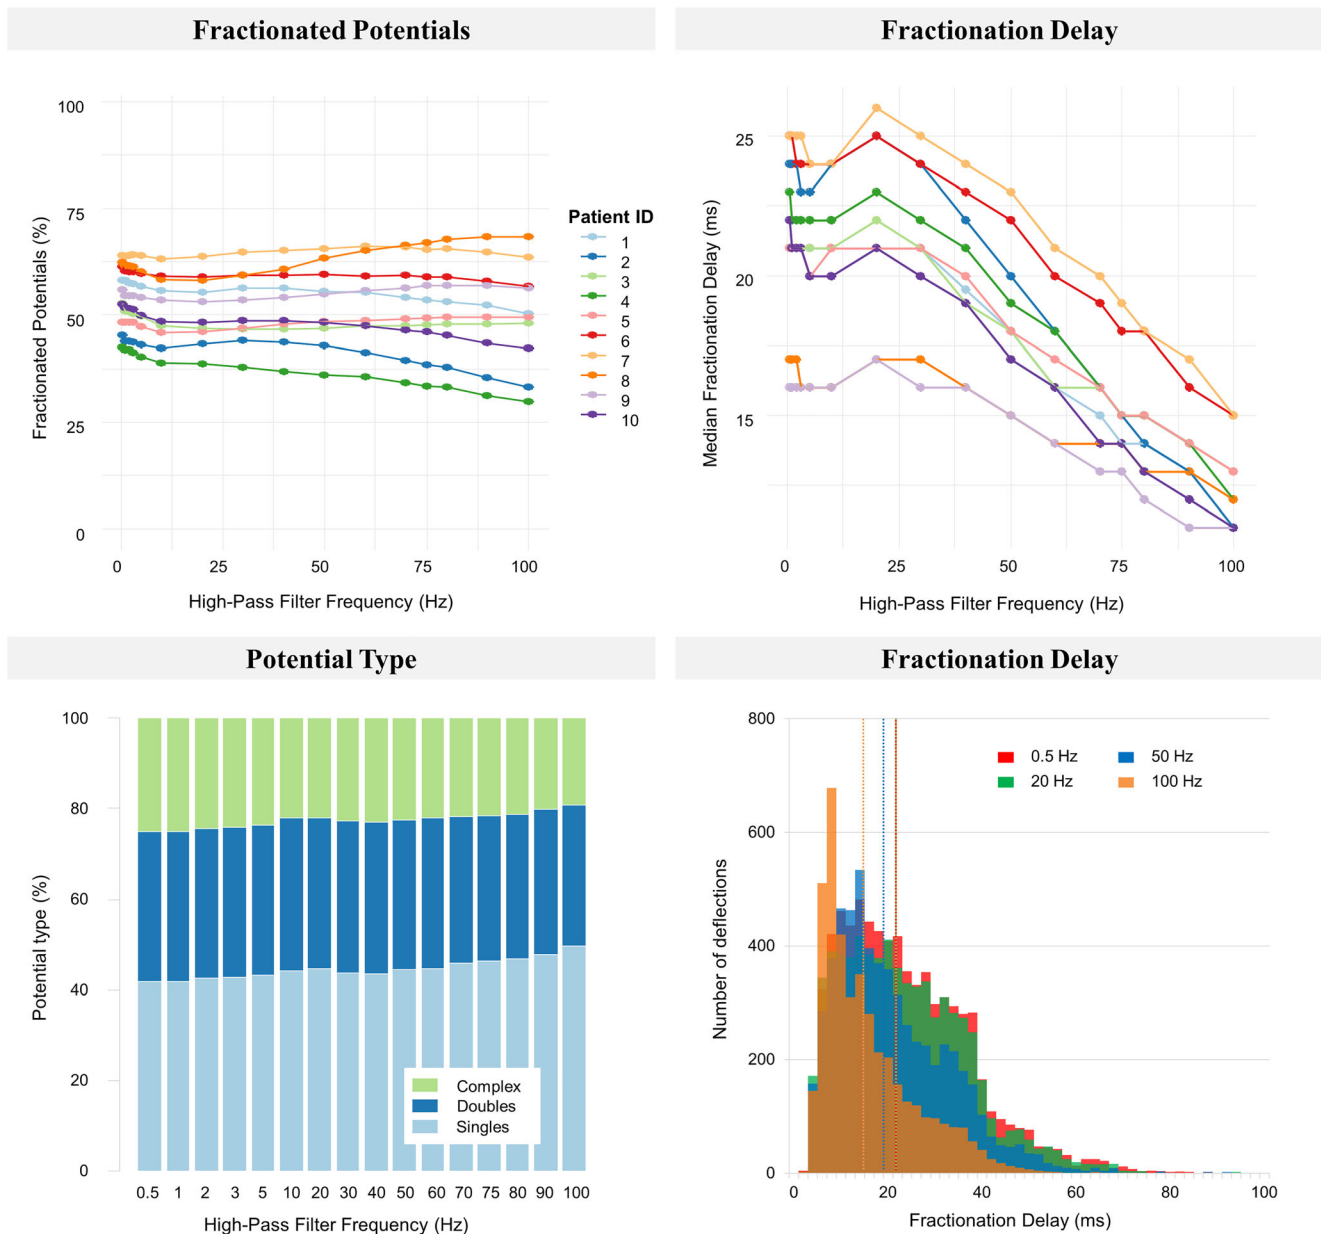 Fractionated Potentials
Fractionated Potentials (%)
100
75
50
25
0
0 25 50 75 100
High-Pass Filter Frequency (Hz)
Patient ID
1
2
3
4
5
6
7
8
9
10
Fractionation Delay
Median Fractionation Delay (ms)
25
20
15
0 25 50 75 100
High-Pass Filter Frequency (Hz)
Potential Type
Potential type (%)
100
80
60
40
20
0
Complex
Doubles
Singles
0.5 1 2 3 5 10 20 30 40 50 60 70 75 80 90 100
High-Pass Filter Frequency (Hz)
Fractionation Delay
Number of deflections
800
600
400
200
0
0.5 Hz 50 Hz
20 Hz 100 Hz
0 20 40 60 80 100
Fractionation Delay (ms)